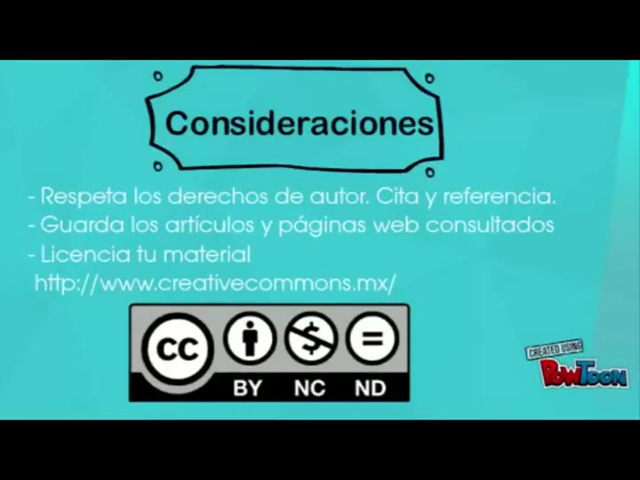 Consideraciones
- Respeta los derechos de autor. Cita y referencia.
- Guarda los artículos y páginas web consultados
- Licencia tu material
http://www.creativecommons.mx/
cc
BY NC ND
CREATED USING
POWTOON